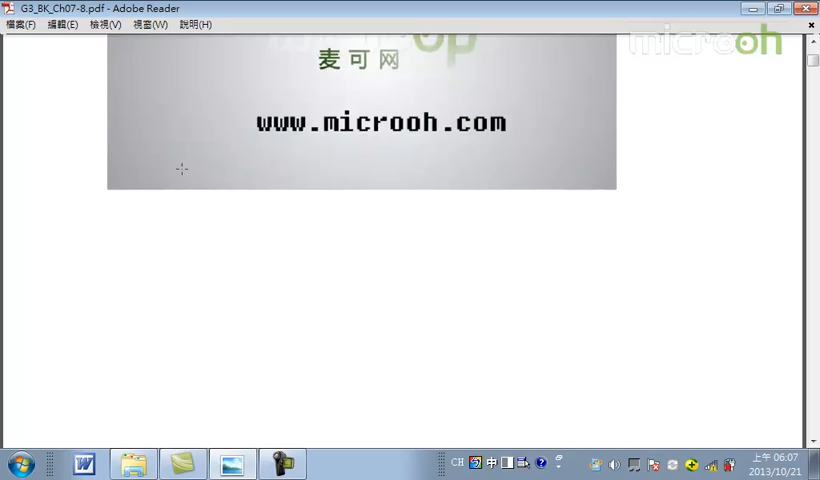 G3_BK_Ch07-8.pdf - Adobe Reader
檔案(F) 編輯(E) 檢視(V) 視窗(W) 說明(H)
microoh
麦可网
www.microoh.com
CH 中
上午 06:07
2013/10/21